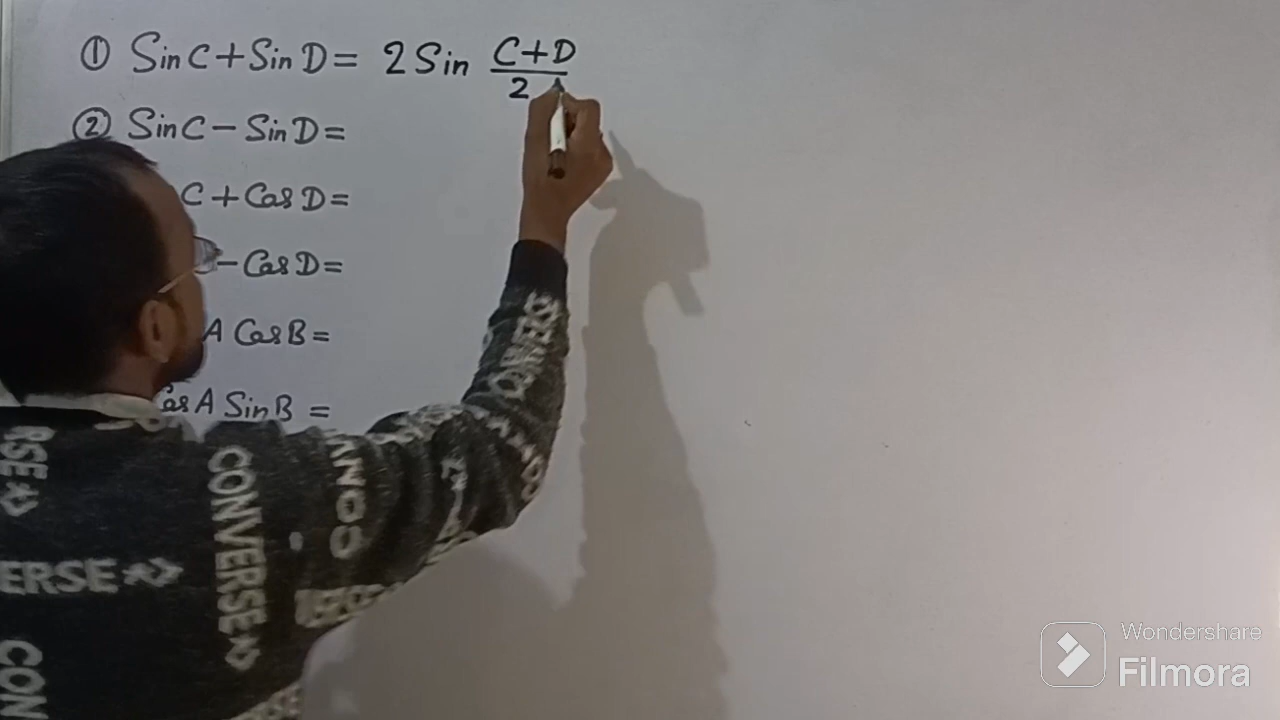 ① Sin C + Sin D = 2 Sin C+D/2
② Sin C − Sin D =
C + Cos D =
− Cos D =
A Cos B =
Cos A Sin B =
RSE
CONVERSE
ERSE
CON
Wondershare
Filmora